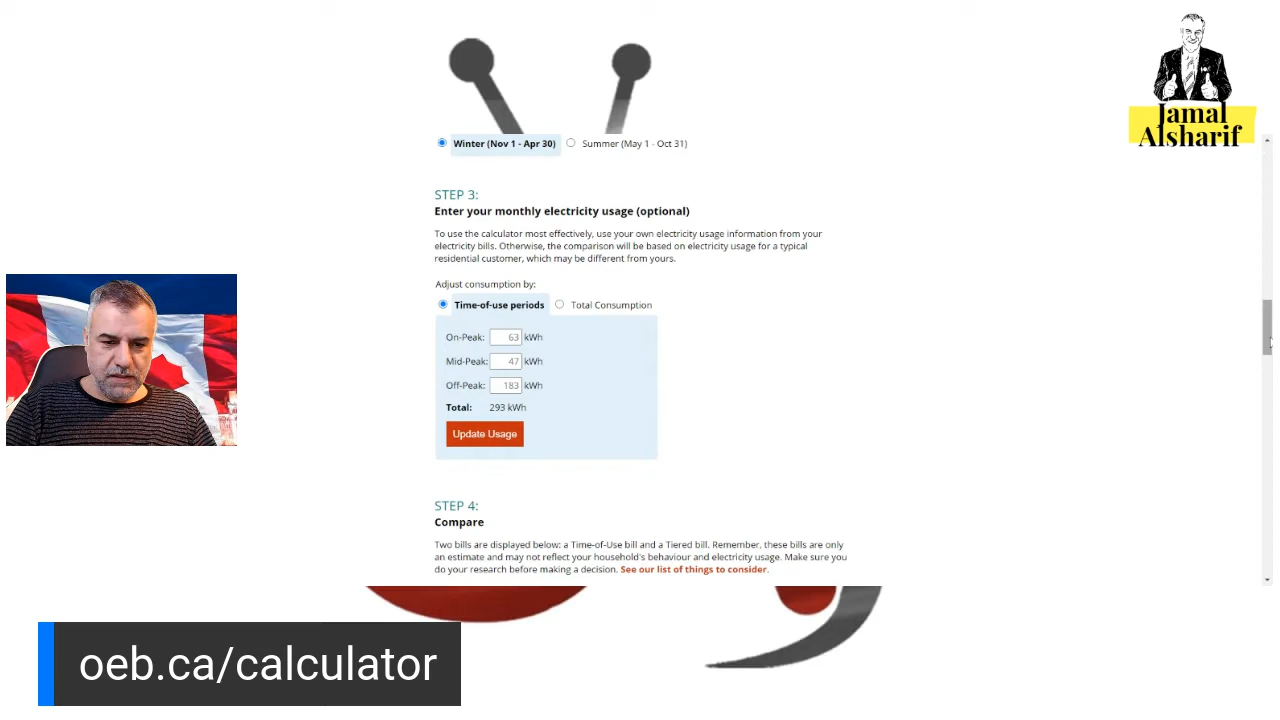 Jamal
Alsharif
Winter (Nov 1 - Apr 30) Summer (May 1 - Oct 31)
STEP 3:
Enter your monthly electricity usage (optional)
To use the calculator most effectively, use your own electricity usage information from your
electricity bills. Otherwise, the comparison will be based on electricity usage for a typical
residential customer, which may be different from yours.
Adjust consumption by:
Time-of-use periods Total Consumption
On-Peak: 63 kWh
Mid-Peak: 47 kWh
Off-Peak: 183 kWh
Total: 293 kWh
Update Usage
STEP 4:
Compare
Two bills are displayed below: a Time-of-Use bill and a Tiered bill. Remember, these bills are only
an estimate and may not reflect your household's behaviour and electricity usage. Make sure you
do your research before making a decision. See our list of things to consider.
oeb.ca/calculator